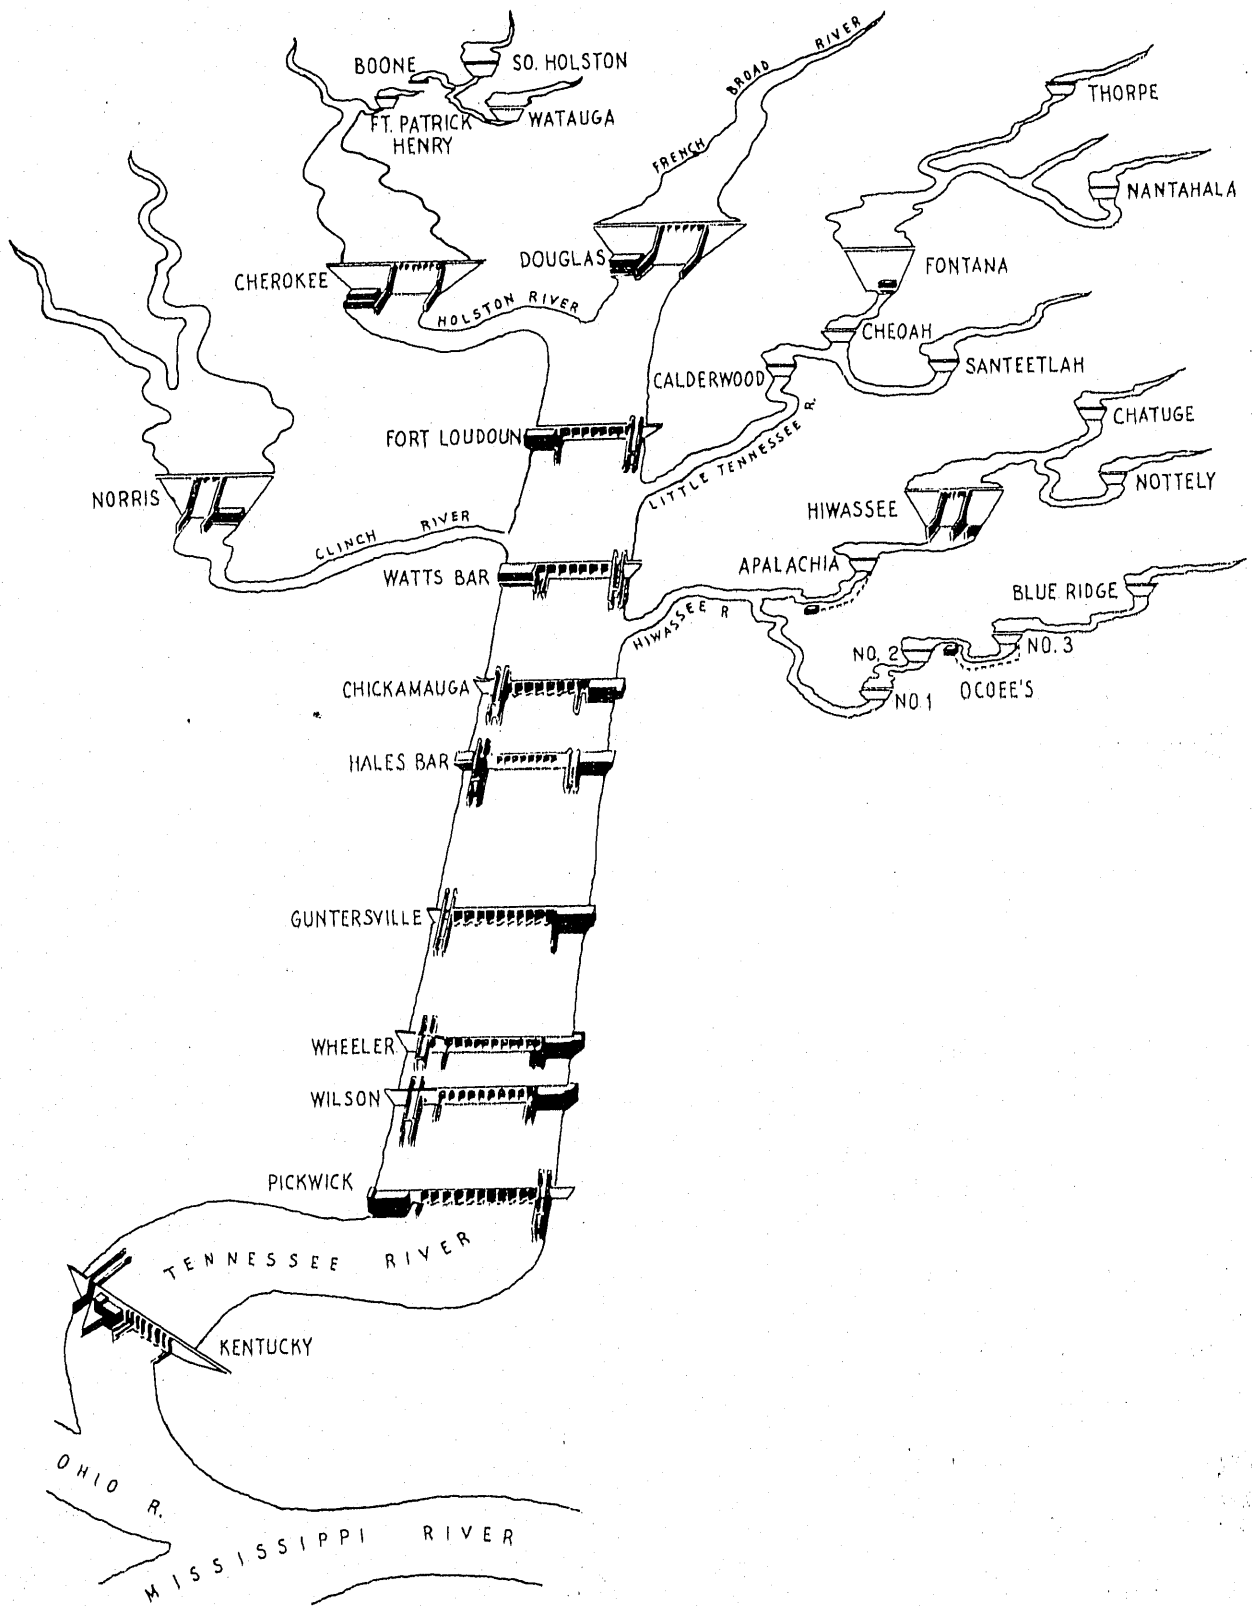 BOONE
SO. HOLSTON
FT. PATRICK
HENRY
WATAUGA
FRENCH BROAD RIVER
THORPE
NANTAHALA
CHEROKEE
DOUGLAS
FONTANA
HOLSTON RIVER
CHEOAH
SANTEETLAH
CALDERWOOD
CHATUGE
FORT LOUDOUN
LITTLE TENNESSEE R.
NOTTELY
NORRIS
HIWASSEE
CLINCH RIVER
WATTS BAR
APALACHIA
BLUE RIDGE
HIWASSEE R
NO. 2
NO. 3
OCOEE'S
NO. 1
CHICKAMAUGA
HALES BAR
GUNTERSVILLE
WHEELER
WILSON
PICKWICK
TENNESSEE RIVER
KENTUCKY
OHIO R.
MISSISSIPPI RIVER